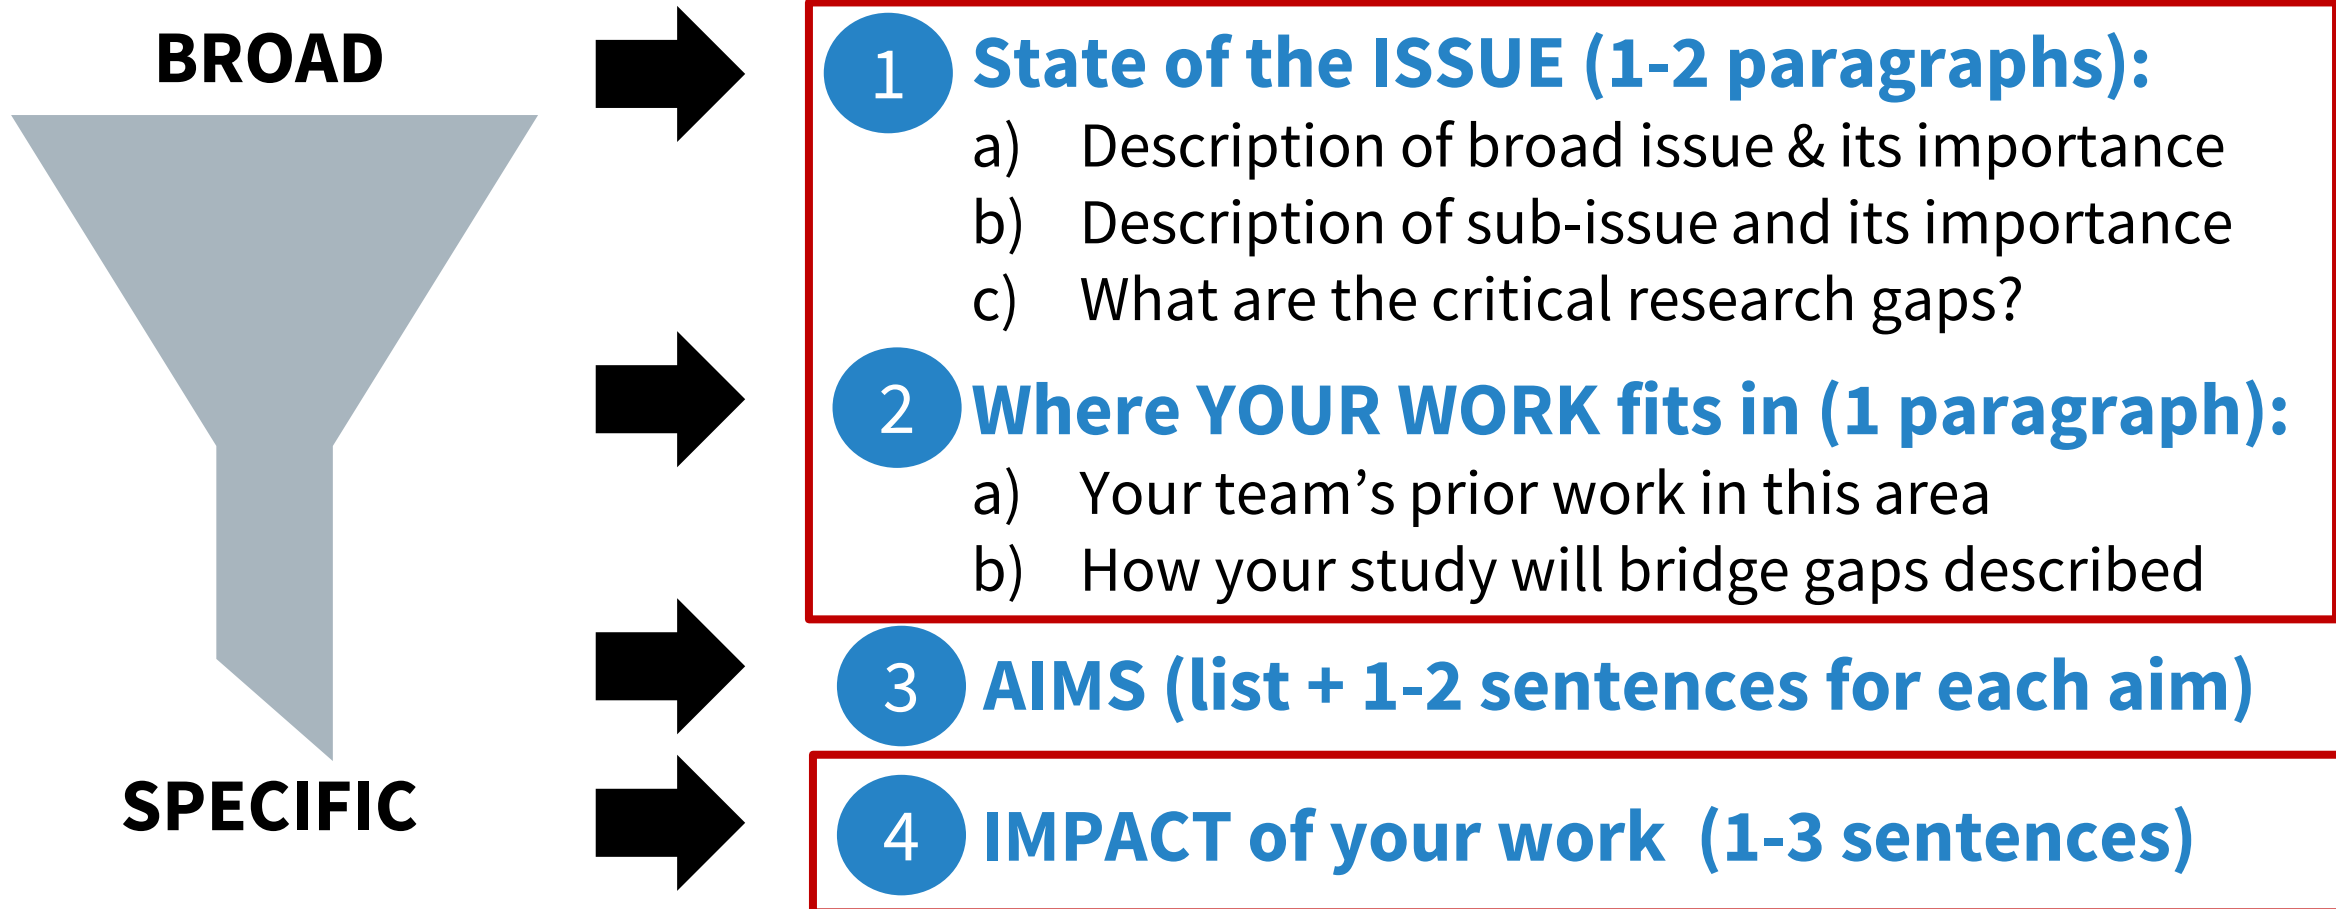 BROAD
SPECIFIC
1 State of the ISSUE (1-2 paragraphs):
a) Description of broad issue & its importance
b) Description of sub-issue and its importance
c) What are the critical research gaps?
2 Where YOUR WORK fits in (1 paragraph):
a) Your team’s prior work in this area
b) How your study will bridge gaps described
3 AIMS (list + 1-2 sentences for each aim)
4 IMPACT of your work (1-3 sentences)